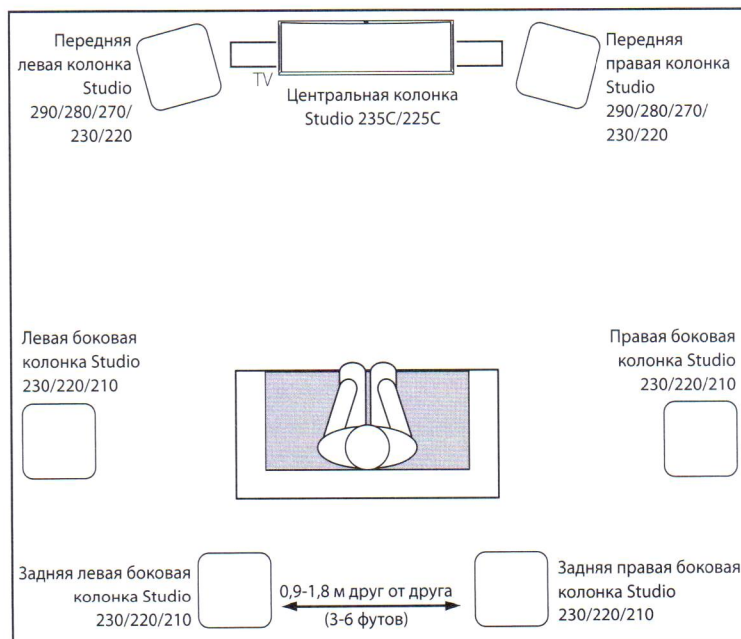 Передняя
левая колонка
Studio
290/280/270/
230/220
TV
Центральная колонка
Studio 235C/225C
Передняя
правая колонка
Studio
290/280/270/
230/220
Левая боковая
колонка Studio
230/220/210
Правая боковая
колонка Studio
230/220/210
Задняя левая боковая
колонка Studio
230/220/210
0,9-1,8 м друг от друга
(3-6 футов)
Задняя правая боковая
колонка Studio
230/220/210